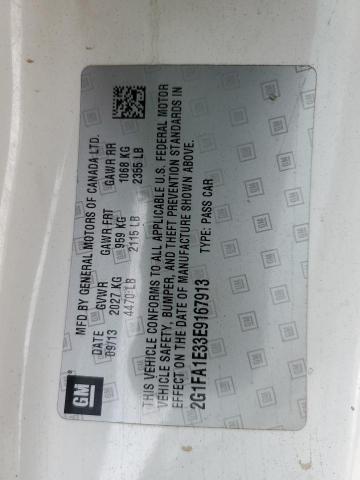 GM
MFD BY GENERAL MOTORS OF CANADA LTD.
DATE GVWR GAWR FRT GAWR RR
09/13 2027 KG 959 KG 1068 KG
4470 LB 2115 LB 2355 LB
THIS VEHICLE CONFORMS TO ALL APPLICABLE U.S. FEDERAL MOTOR
VEHICLE SAFETY, BUMPER, AND THEFT PREVENTION STANDARDS IN
EFFECT ON THE DATE OF MANUFACTURE SHOWN ABOVE.
2G1FA1E33E9167913 TYPE: PASS CAR